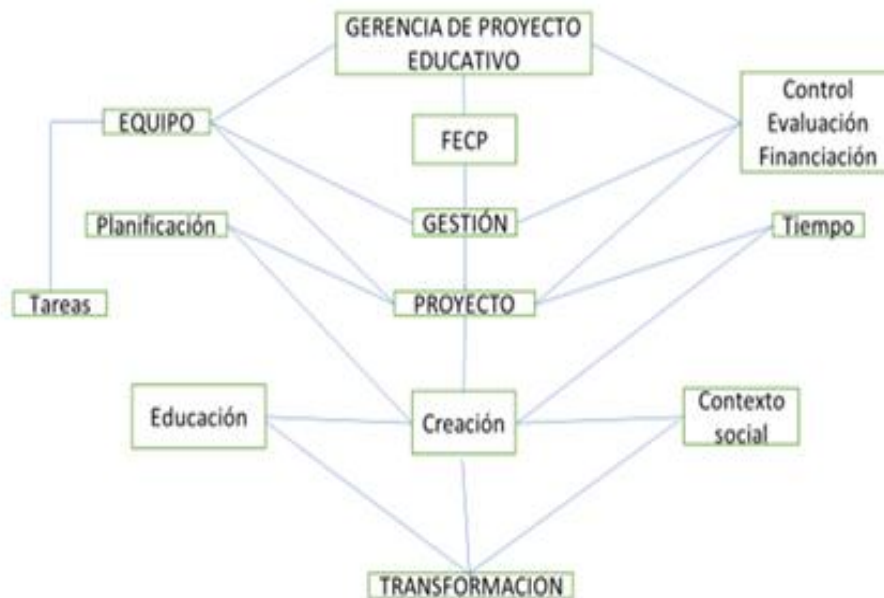 GERENCIA DE PROYECTO
EDUCATIVO
EQUIPO
FECP
Control
Evaluación
Financiación
Planificación
GESTIÓN
Tiempo
Tareas
PROYECTO
Educación
Creación
Contexto
social
TRANSFORMACION